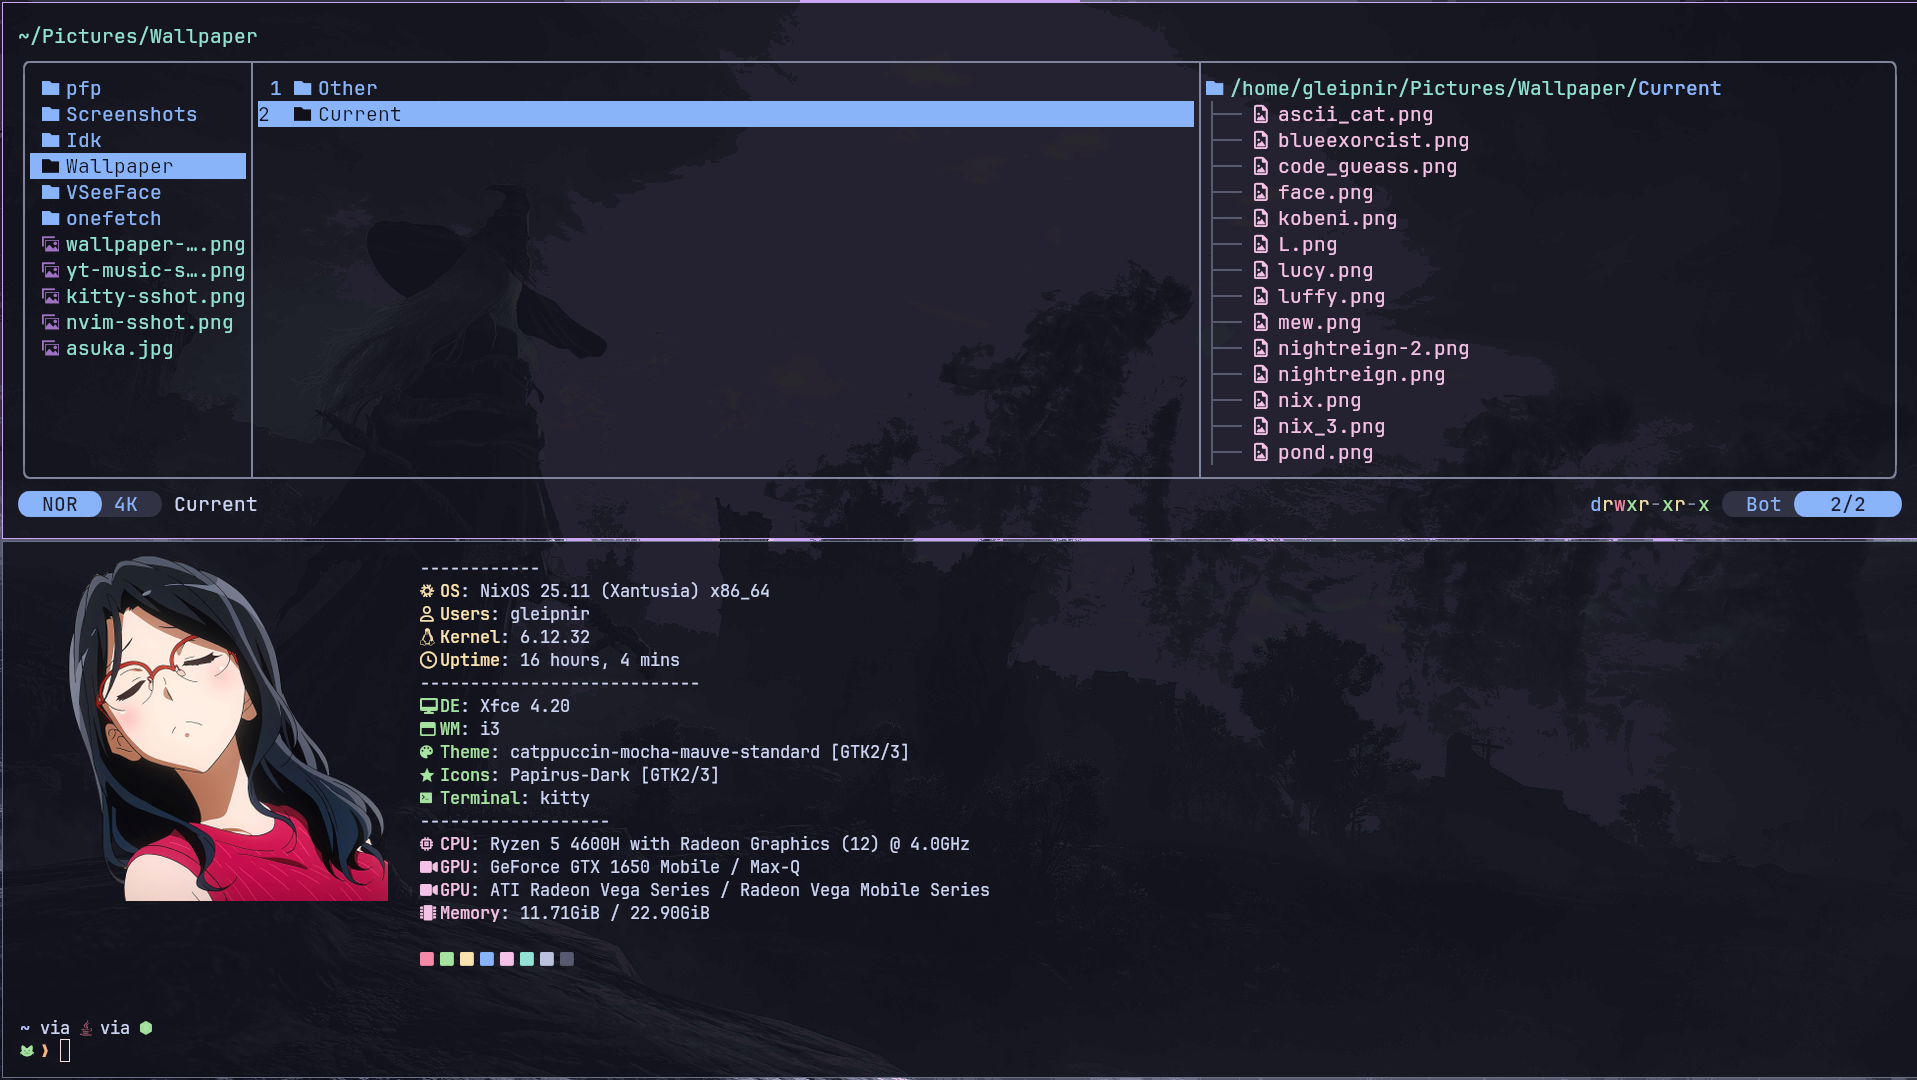 ~/Pictures/Wallpaper
pfp
Screenshots
Idk
Wallpaper
VSeeFace
onefetch
wallpaper-….png
yt-music-s….png
kitty-sshot.png
nvim-sshot.png
asuka.jpg
1 Other
2 Current
/home/gleipnir/Pictures/Wallpaper/Current
ascii_cat.png
blueexorcist.png
code_gueass.png
face.png
kobeni.png
L.png
lucy.png
luffy.png
mew.png
nightreign-2.png
nightreign.png
nix.png
nix_3.png
pond.png
NOR 4K Current
drwxr-xr-x Bot 2/2
------------
OS: NixOS 25.11 (Xantusia) x86_64
Users: gleipnir
Kernel: 6.12.32
Uptime: 16 hours, 4 mins
----------------------------
DE: Xfce 4.20
WM: i3
Theme: catppuccin-mocha-mauve-standard [GTK2/3]
Icons: Papirus-Dark [GTK2/3]
Terminal: kitty
-------------------
CPU: Ryzen 5 4600H with Radeon Graphics (12) @ 4.0GHz
GPU: GeForce GTX 1650 Mobile / Max-Q
GPU: ATI Radeon Vega Series / Radeon Vega Mobile Series
Memory: 11.71GiB / 22.90GiB
~ via via
❯